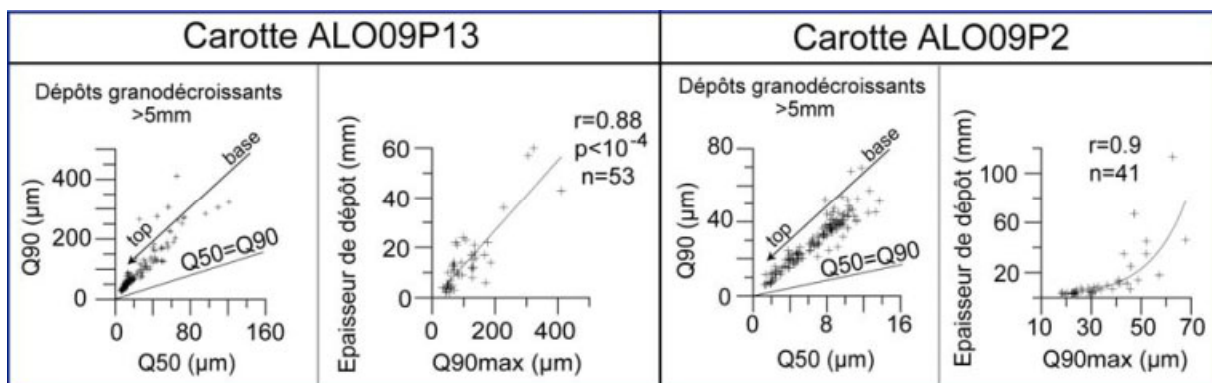 Carotte ALO09P13
Dépôts granodécroissants
>5mm
base
top
Q50=Q90
Q90 (µm)
400
200
0
0
80
160
Q50 (µm)
r=0.88
p<10-4
n=53
Epaisseur de dépôt (mm)
60
40
20
0
0
200
400
Q90max (µm)
Carotte ALO09P2
Dépôts granodécroissants
>5mm
base
top
Q50=Q90
Q90 (µm)
80
40
0
0
8
16
Q50 (µm)
r=0.9
n=41
Epaisseur de dépôt (mm)
100
60
20
10
30
50
70
Q90max (µm)